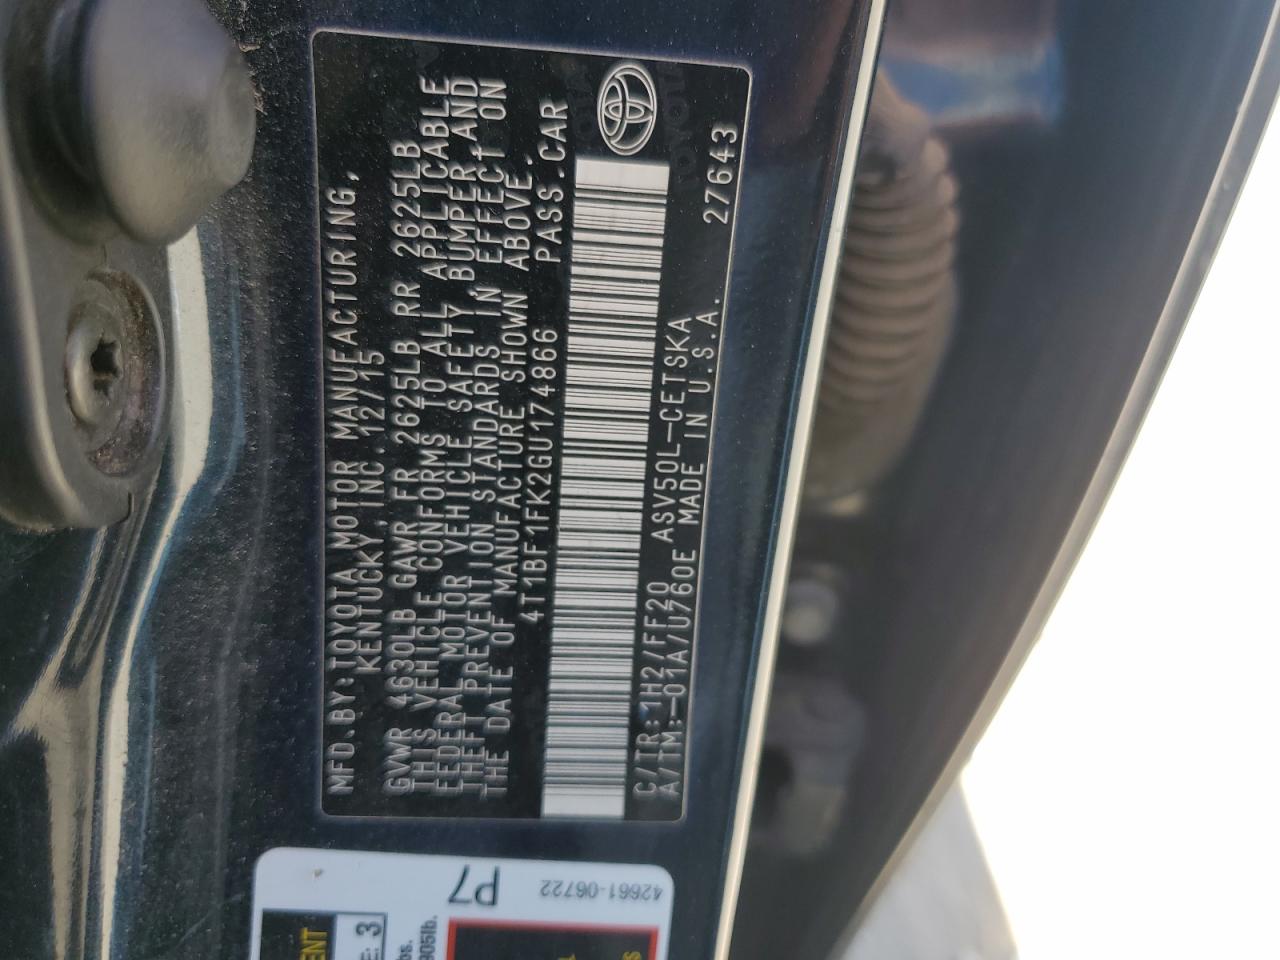 MFD.BY:TOYOTA MOTOR MANUFACTURING,
KENTUCKY,INC.12/15
GVWR 4630LB GAWR FR 2625LB RR 2625LB
THIS VEHICLE CONFORMS TO ALL APPLICABLE
FEDERAL MOTOR VEHICLE SAFETY,BUMPER,AND
THEFT PREVENTION STANDARDS IN EFFECT ON
THE DATE OF MANUFACTURE SHOWN ABOVE.
4T1BF1FK2GU174866 PASS.CAR
C/TR:1H2/FF20 ASV50L-CETSKA
A/TM:-01A/U760E MADE IN U.S.A. 27643
P7
42661-06722
3
905lb.